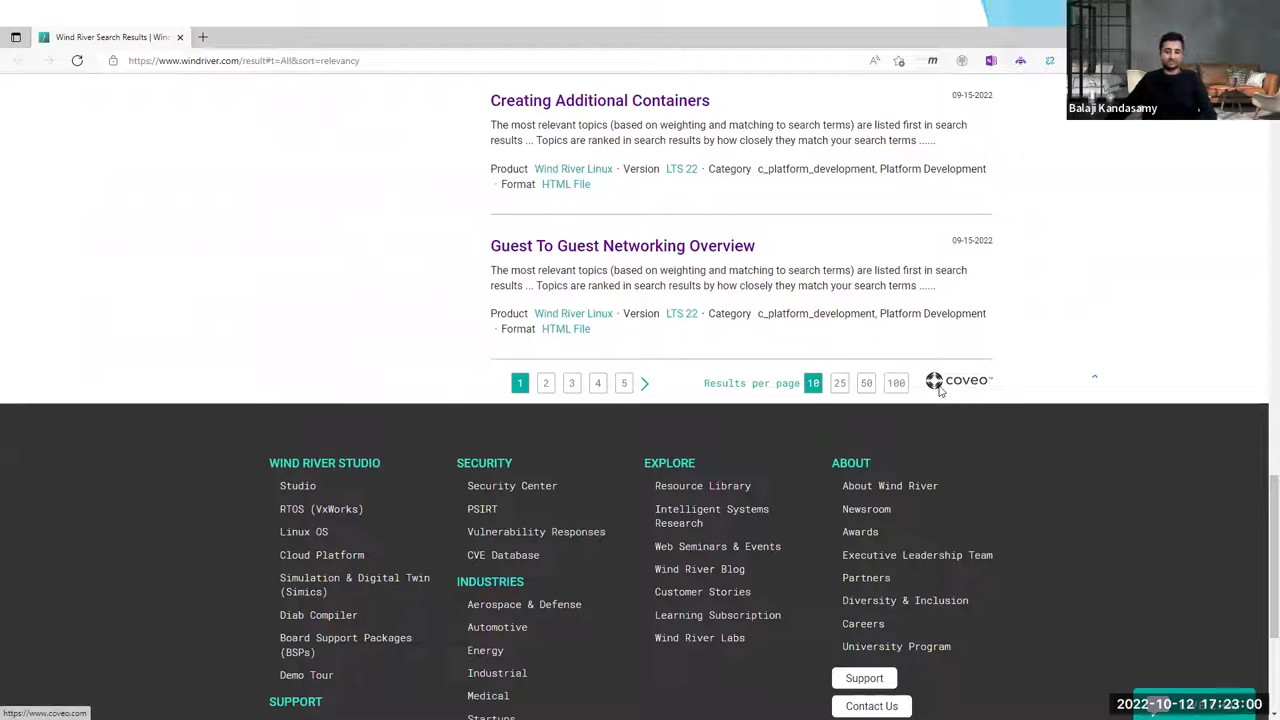 Wind River Search Results | Win
https://www.windriver.com/result#t=All&sort=relevancy
Balaji Kandasamy
Creating Additional Containers
09-15-2022
The most relevant topics (based on weighting and matching to search terms) are listed first in search
results ... Topics are ranked in search results by how closely they match your search terms ......
Product Wind River Linux · Version LTS 22 · Category c_platform_development, Platform Development
· Format HTML File
Guest To Guest Networking Overview
09-15-2022
The most relevant topics (based on weighting and matching to search terms) are listed first in search
results ... Topics are ranked in search results by how closely they match your search terms ......
Product Wind River Linux · Version LTS 22 · Category c_platform_development, Platform Development
· Format HTML File
1 2 3 4 5 Results per page 10 25 50 100 coveo™
WIND RIVER STUDIO
Studio
RTOS (VxWorks)
Linux OS
Cloud Platform
Simulation & Digital Twin
(Simics)
Diab Compiler
Board Support Packages
(BSPs)
Demo Tour
SUPPORT
SECURITY
Security Center
PSIRT
Vulnerability Responses
CVE Database
INDUSTRIES
Aerospace & Defense
Automotive
Energy
Industrial
Medical
Startups
EXPLORE
Resource Library
Intelligent Systems
Research
Web Seminars & Events
Wind River Blog
Customer Stories
Learning Subscription
Wind River Labs
ABOUT
About Wind River
Newsroom
Awards
Executive Leadership Team
Partners
Diversity & Inclusion
Careers
University Program
Support
Contact Us
https://www.coveo.com
2022-10-12 17:23:00